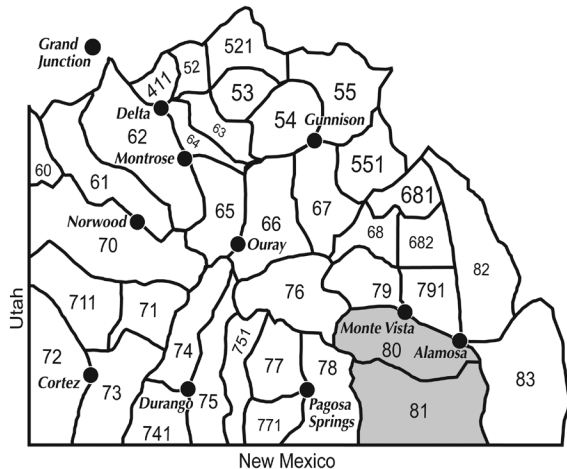 521
Grand
Junction
52
411
55
53
Delta
54
Gunnison
62
63
64
Montrose
551
60
61
681
65
66
67
Norwood
68
682
70
Ouray
82
76
79
791
711
71
Utah
Monte Vista
751
74
77
78
80
Alamosa
72
83
Cortez
73
Durango
75
Pagosa
Springs
81
771
741
New Mexico